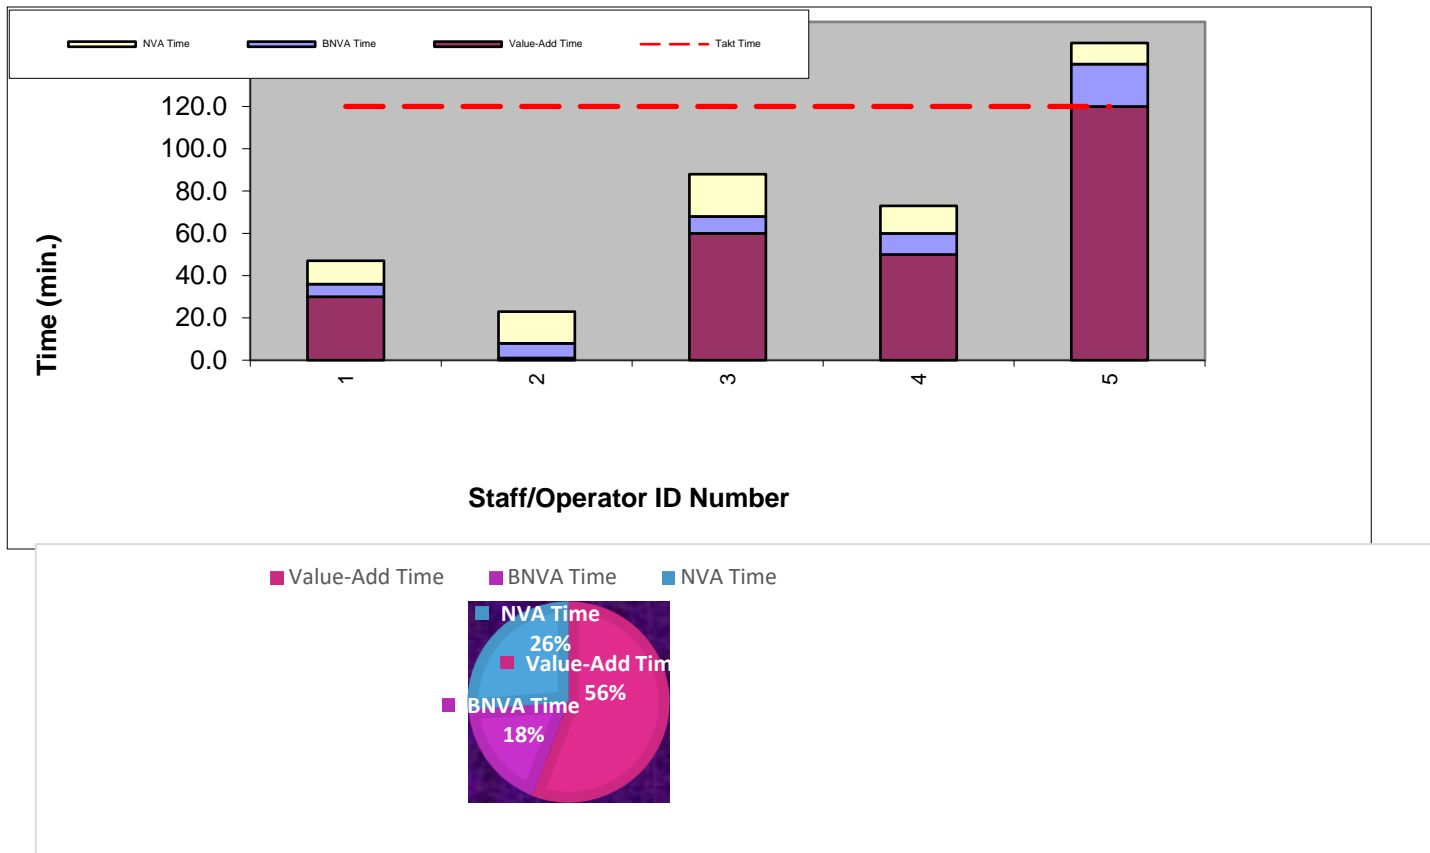 NVA Time BNVA Time Value-Add Time Takt Time
120.0
100.0
80.0
60.0
40.0
20.0
0.0
Time (min.)
1 2 3 4 5
Staff/Operator ID Number
Value-Add Time BNVA Time NVA Time
NVA Time
26%
Value-Add Tim
56%
BNVA Time
18%